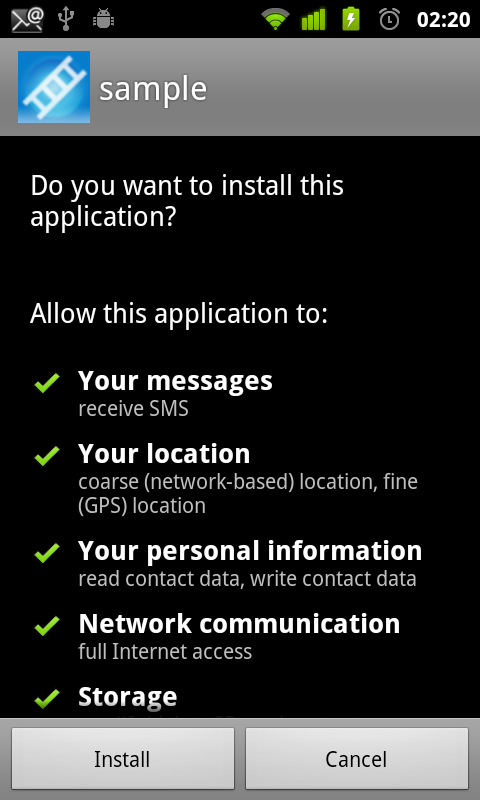 02:20
sample
Do you want to install this
application?
Allow this application to:
Your messages
receive SMS
Your location
coarse (network-based) location, fine
(GPS) location
Your personal information
read contact data, write contact data
Network communication
full Internet access
Storage
Install
Cancel